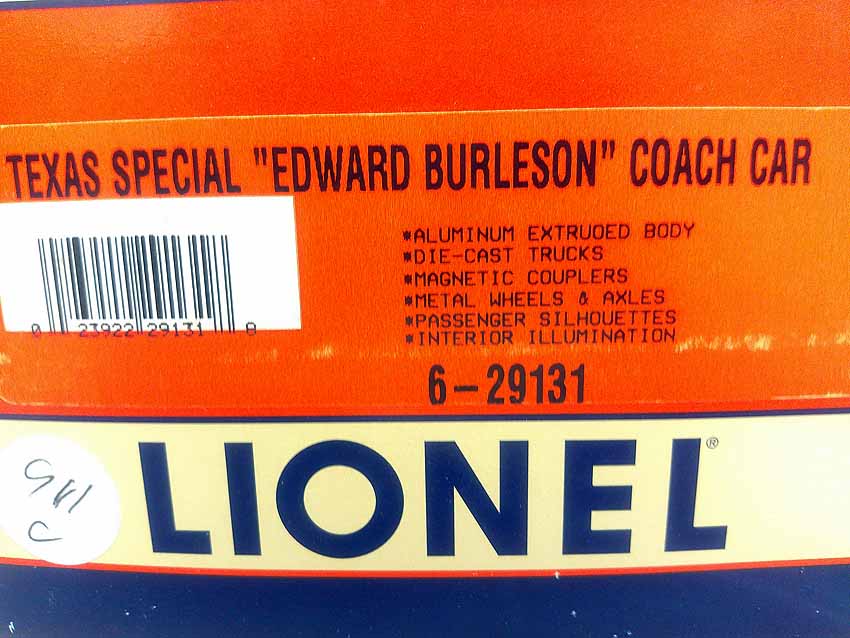 TEXAS SPECIAL "EDWARD BURLESON" COACH CAR
*ALUMINUM EXTRUDED BODY
*DIE-CAST TRUCKS
*MAGNETIC COUPLERS
*METAL WHEELS & AXLES
*PASSENGER SILHOUETTES
*INTERIOR ILLUMINATION
0 23922 29131 8
6-29131
LIONEL®